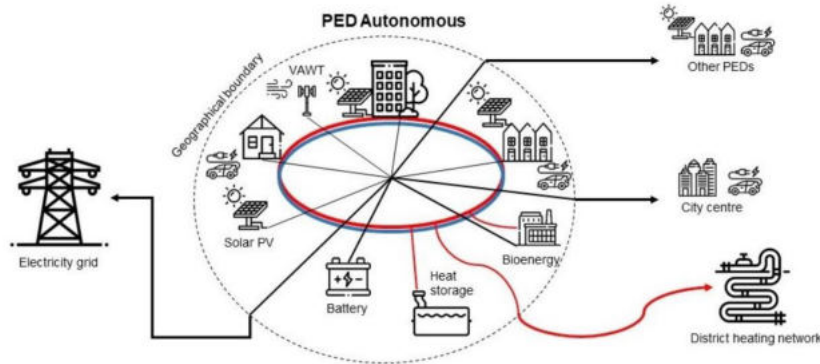 PED Autonomous
Geographical boundary
VAWT
Other PEDs
City centre
Solar PV
Bioenergy
Electricity grid
Battery
Heat
storage
District heating network